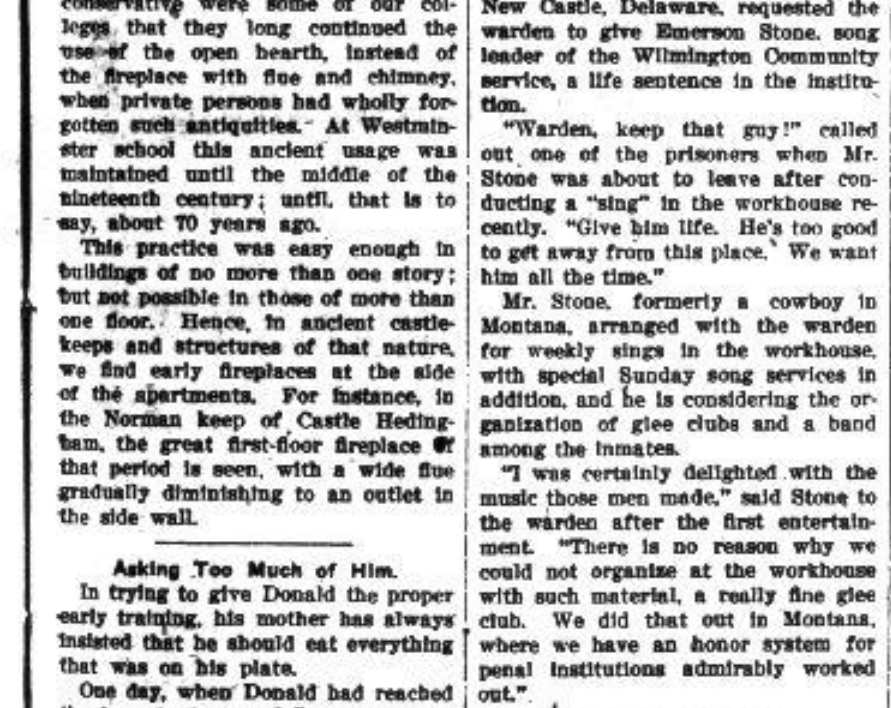 conservative were some of our col-
leges that they long continued the
use of the open hearth, instead of
the fireplace with flue and chimney,
when private persons had wholly for-
gotten such antiquities. At Westmin-
ster school this ancient usage was
maintained until the middle of the
nineteenth century; until, that is to
say, about 70 years ago.
This practice was easy enough in
buildings of no more than one story;
but not possible in those of more than
one floor. Hence, in ancient castle-
keeps and structures of that nature,
we find early fireplaces at the side
of the apartments. For instance, in
the Norman keep of Castle Heding-
ham, the great first-floor fireplace of
that period is seen, with a wide flue
gradually diminishing to an outlet in
the side wall.
Asking Too Much of Him.
In trying to give Donald the proper
early training, his mother has always
insisted that he should eat everything
that was on his plate.
One day, when Donald had reached
New Castle, Delaware, requested the
warden to give Emerson Stone, song
leader of the Wilmington Community
service, a life sentence in the institu-
tion.
"Warden, keep that guy!" called
out one of the prisoners when Mr.
Stone was about to leave after con-
ducting a "sing" in the workhouse re-
cently. "Give him life. He's too good
to get away from this place.' We want
him all the time."
Mr. Stone, formerly a cowboy in
Montana, arranged with the warden
for weekly sings in the workhouse,
with special Sunday song services in
addition, and he is considering the or-
ganization of glee clubs and a band
among the inmates.
"I was certainly delighted with the
music those men made," said Stone to
the warden after the first entertain-
ment. "There is no reason why we
could not organize at the workhouse
with such material, a really fine glee
club. We did that out in Montana,
where we have an honor system for
penal institutions admirably worked
out."